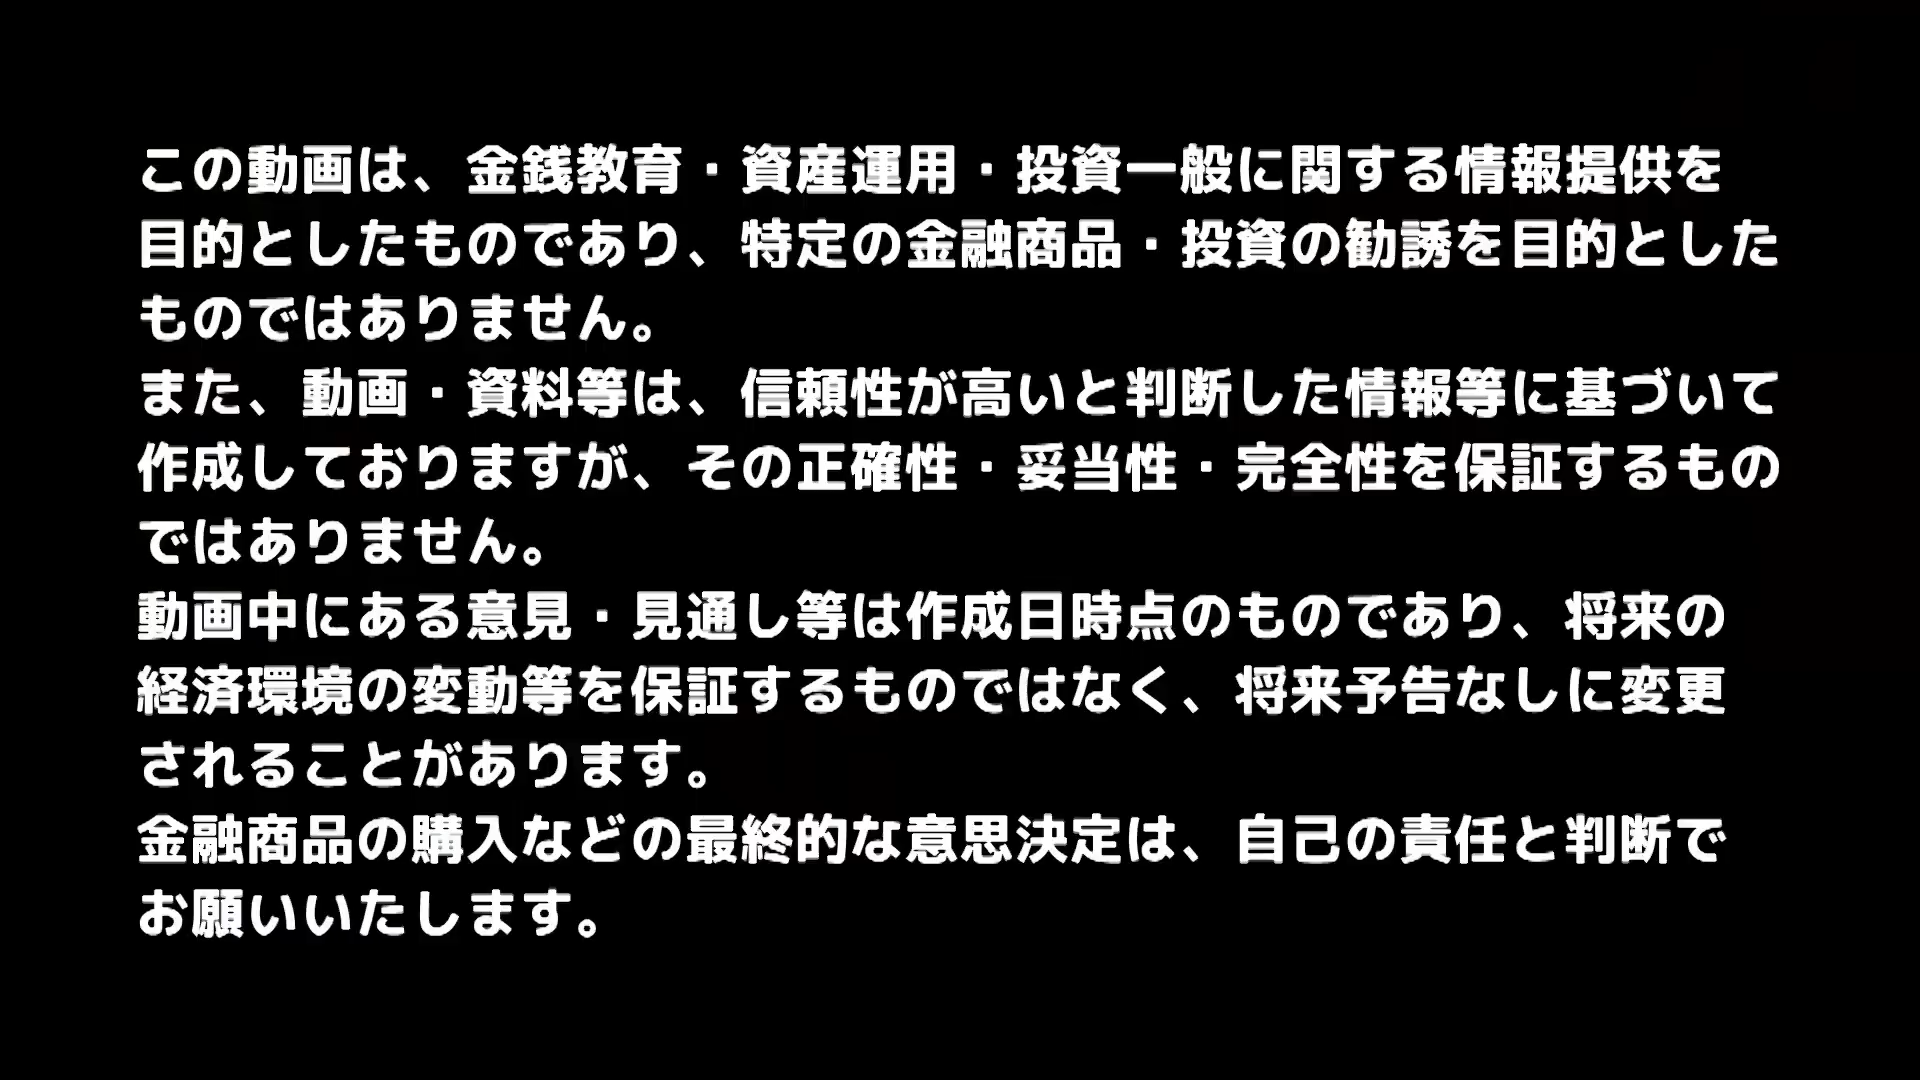 この動画は、金銭教育・資産運用・投資一般に関する情報提供を
目的としたものであり、特定の金融商品・投資の勧誘を目的とした
ものではありません。
また、動画・資料等は、信頼性が高いと判断した情報等に基づいて
作成しておりますが、その正確性・妥当性・完全性を保証するもの
ではありません。
動画中にある意見・見通し等は作成日時点のものであり、将来の
経済環境の変動等を保証するものではなく、将来予告なしに変更
されることがあります。
金融商品の購入などの最終的な意思決定は、自己の責任と判断で
お願いいたします。